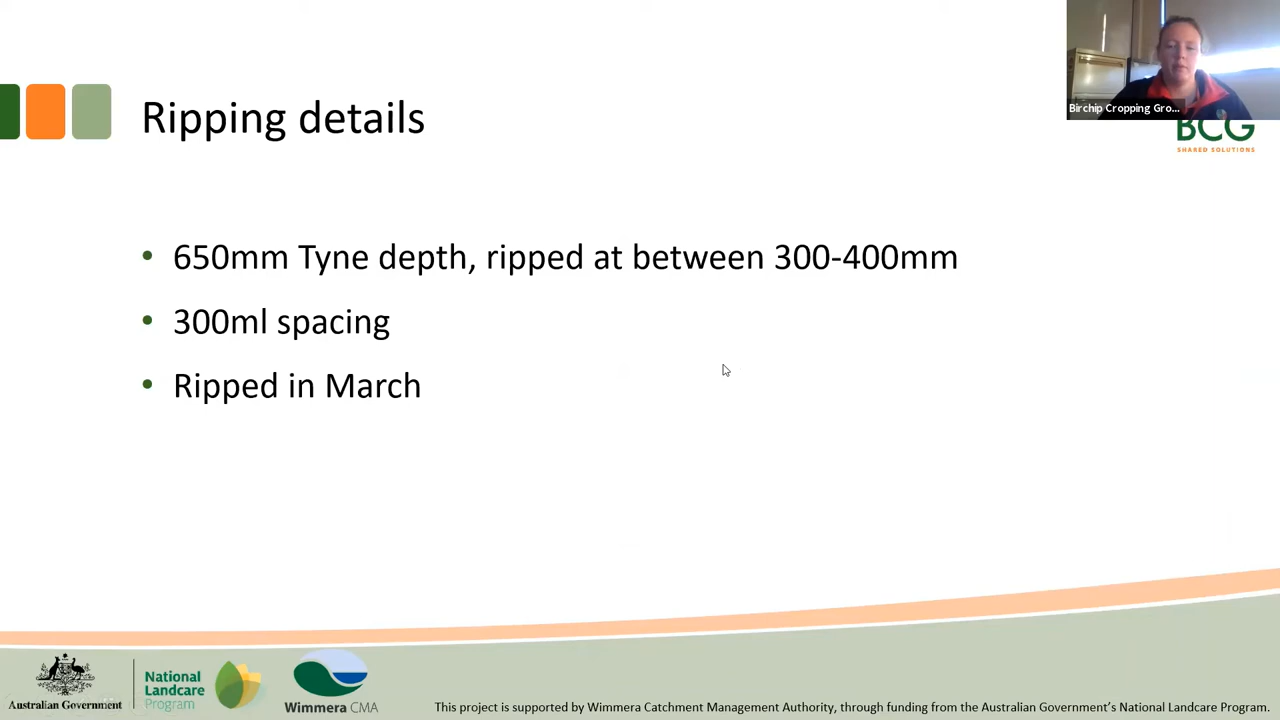 Birchip Cropping Gro...
BCG
SHARED SOLUTIONS
Ripping details
• 650mm Tyne depth, ripped at between 300-400mm
• 300ml spacing
• Ripped in March
Australian Government
National
Landcare
Program
Wimmera CMA
This project is supported by Wimmera Catchment Management Authority, through funding from the Australian Government's National Landcare Program.